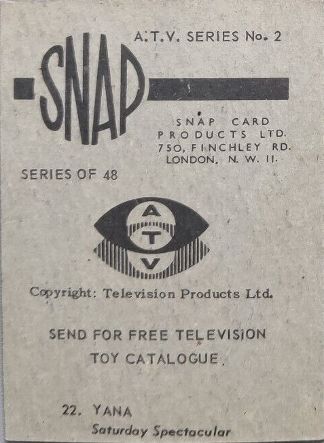 A.T.V. SERIES No. 2
SNAP
SNAP CARD
PRODUCTS LTD.
750, FINCHLEY RD.
LONDON, N. W. 11.
SERIES OF 48
A
T
V
Copyright: Television Products Ltd.
SEND FOR FREE TELEVISION
TOY CATALOGUE
22. YANA
Saturday Spectacular